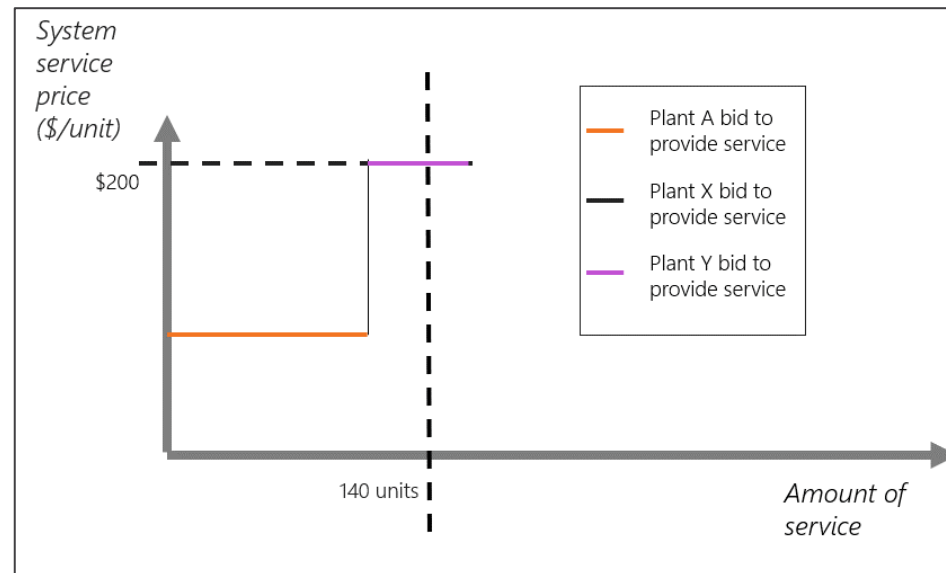 System
service
price
($/unit)
$200
Plant A bid to
provide service
Plant X bid to
provide service
Plant Y bid to
provide service
140 units
Amount of
service